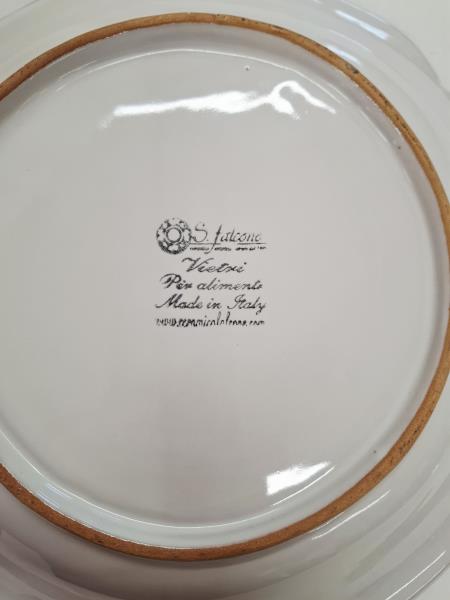 S. falcone
Vietri
Per alimenti
Made in Italy